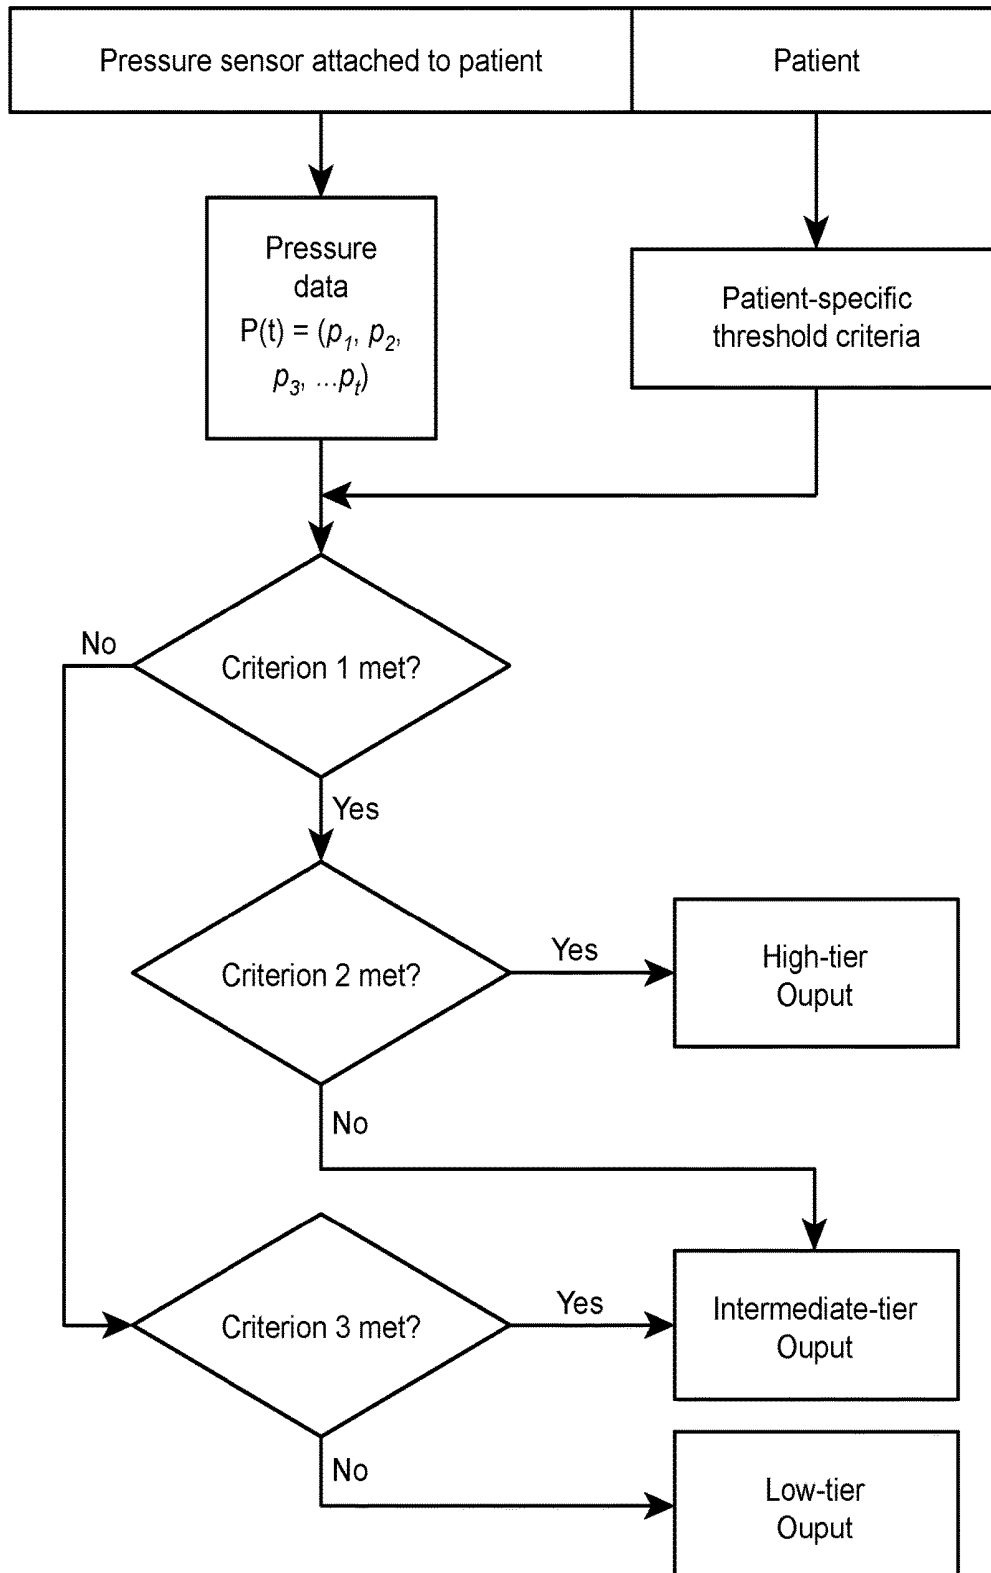 Pressure sensor attached to patient
Patient
Pressure
data
P(t) = (p₁, p₂,
p₃, ...pₜ)
Patient-specific
threshold criteria
No
Criterion 1 met?
Yes
Criterion 2 met?
Yes
High-tier
Ouput
No
Criterion 3 met?
Yes
Intermediate-tier
Ouput
No
Low-tier
Ouput